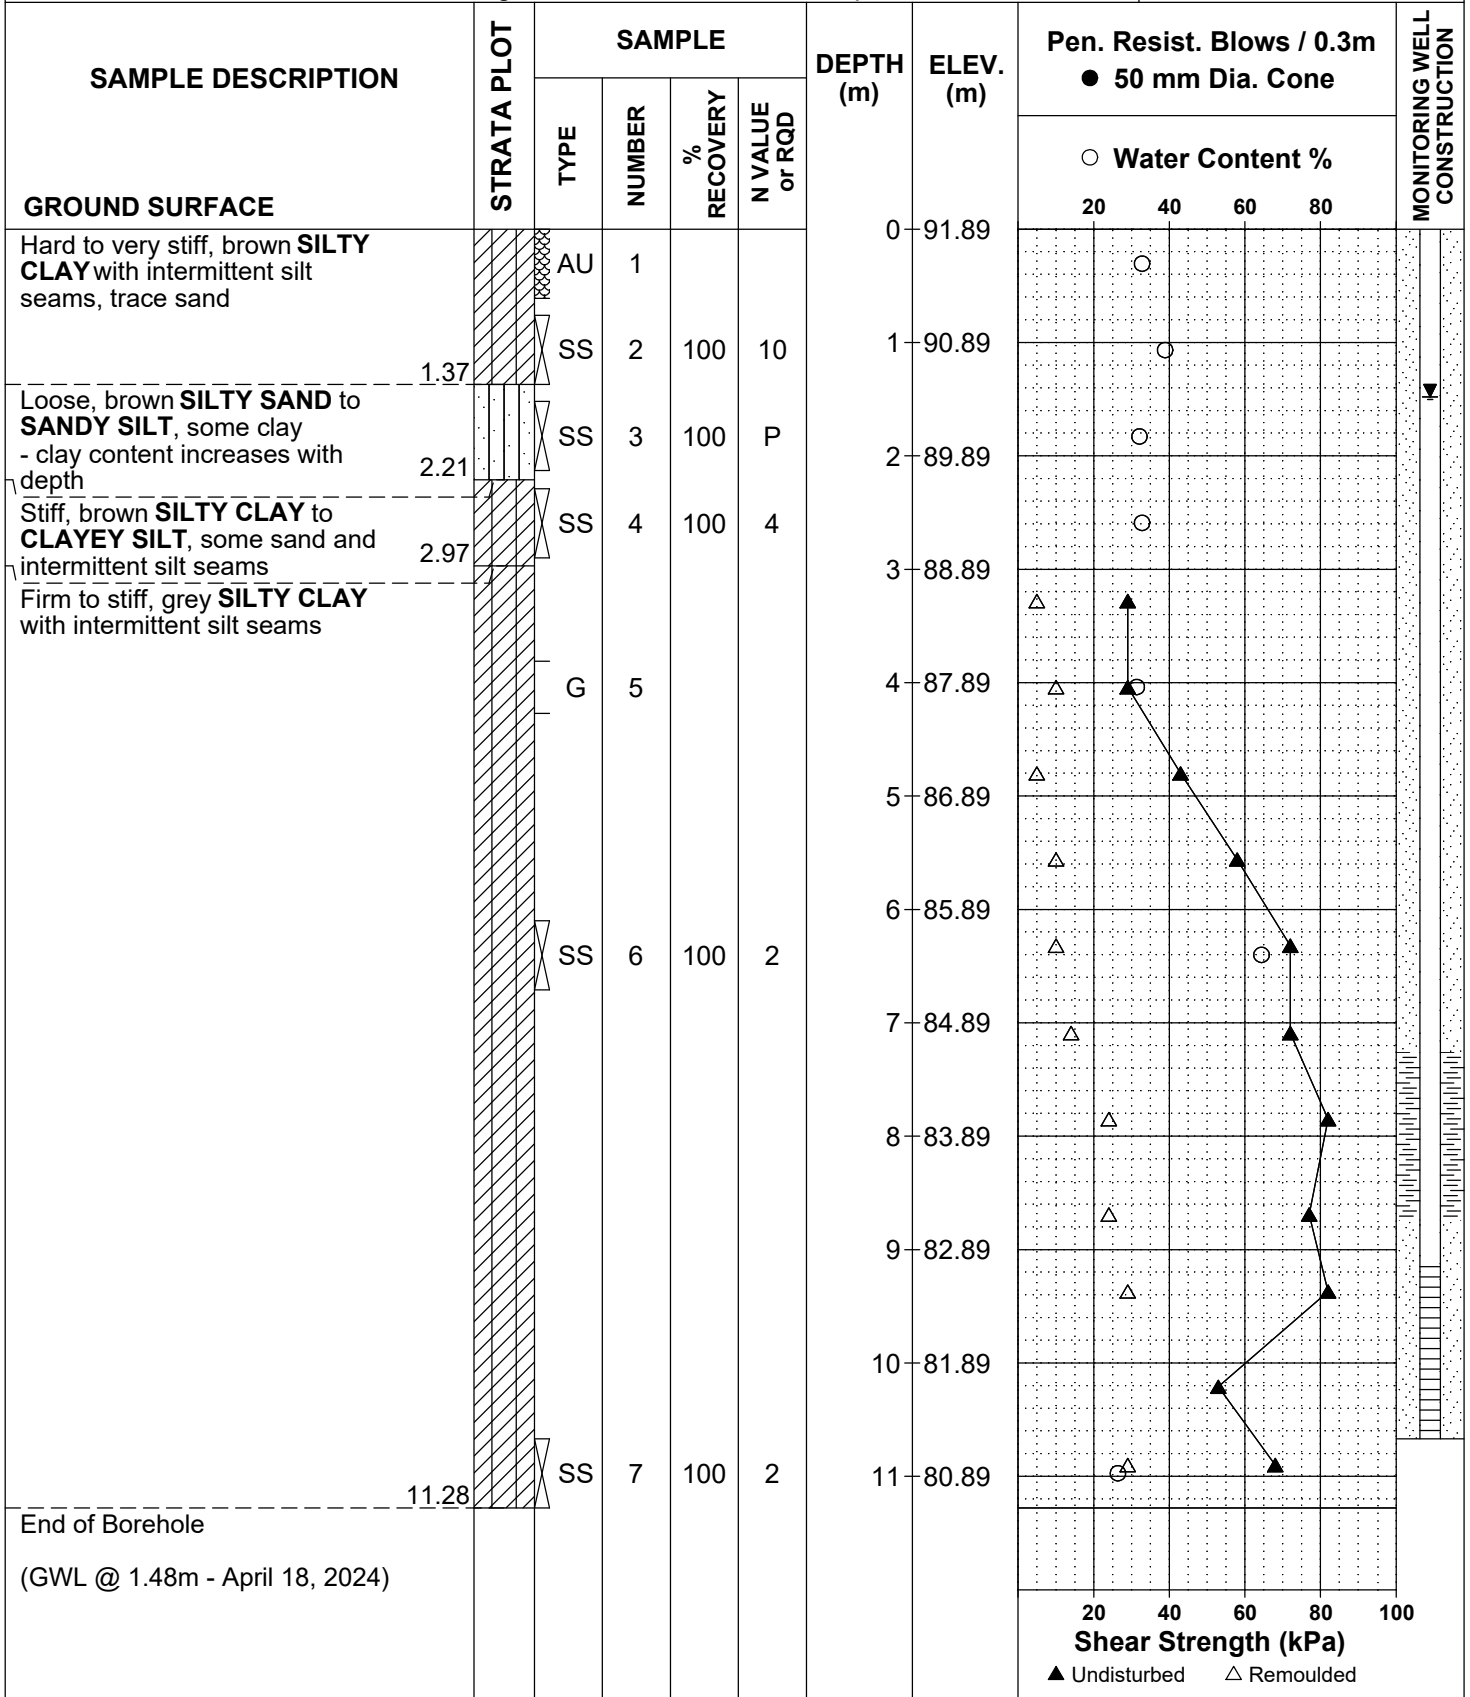 SAMPLE DESCRIPTION
GROUND SURFACE
STRATA PLOT
SAMPLE
TYPE
NUMBER
%
RECOVERY
N VALUE
or RQD
DEPTH
(m)
ELEV.
(m)
Pen. Resist. Blows / 0.3m
● 50 mm Dia. Cone
○ Water Content %
20 40 60 80
MONITORING WELL
CONSTRUCTION
0 91.89
Hard to very stiff, brown SILTY
CLAY with intermittent silt
seams, trace sand
1.37
AU 1
SS 2 100 10
1 90.89
Loose, brown SILTY SAND to
SANDY SILT, some clay
- clay content increases with
depth
2.21
SS 3 100 P
2 89.89
Stiff, brown SILTY CLAY to
CLAYEY SILT, some sand and
intermittent silt seams
2.97
SS 4 100 4
3 88.89
Firm to stiff, grey SILTY CLAY
with intermittent silt seams
G 5
4 87.89
5 86.89
6 85.89
SS 6 100 2
7 84.89
8 83.89
9 82.89
10 81.89
SS 7 100 2
11 80.89
11.28
End of Borehole
(GWL @ 1.48m - April 18, 2024)
20 40 60 80 100
Shear Strength (kPa)
▲ Undisturbed △ Remoulded